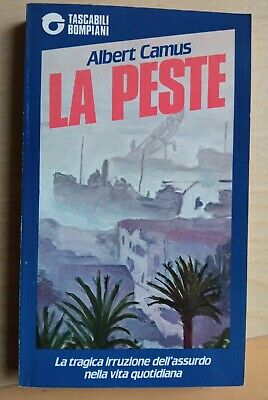 TASCABILI
BOMPIANI
Albert Camus
LA PESTE
La tragica irruzione dell'assurdo
nella vita quotidiana